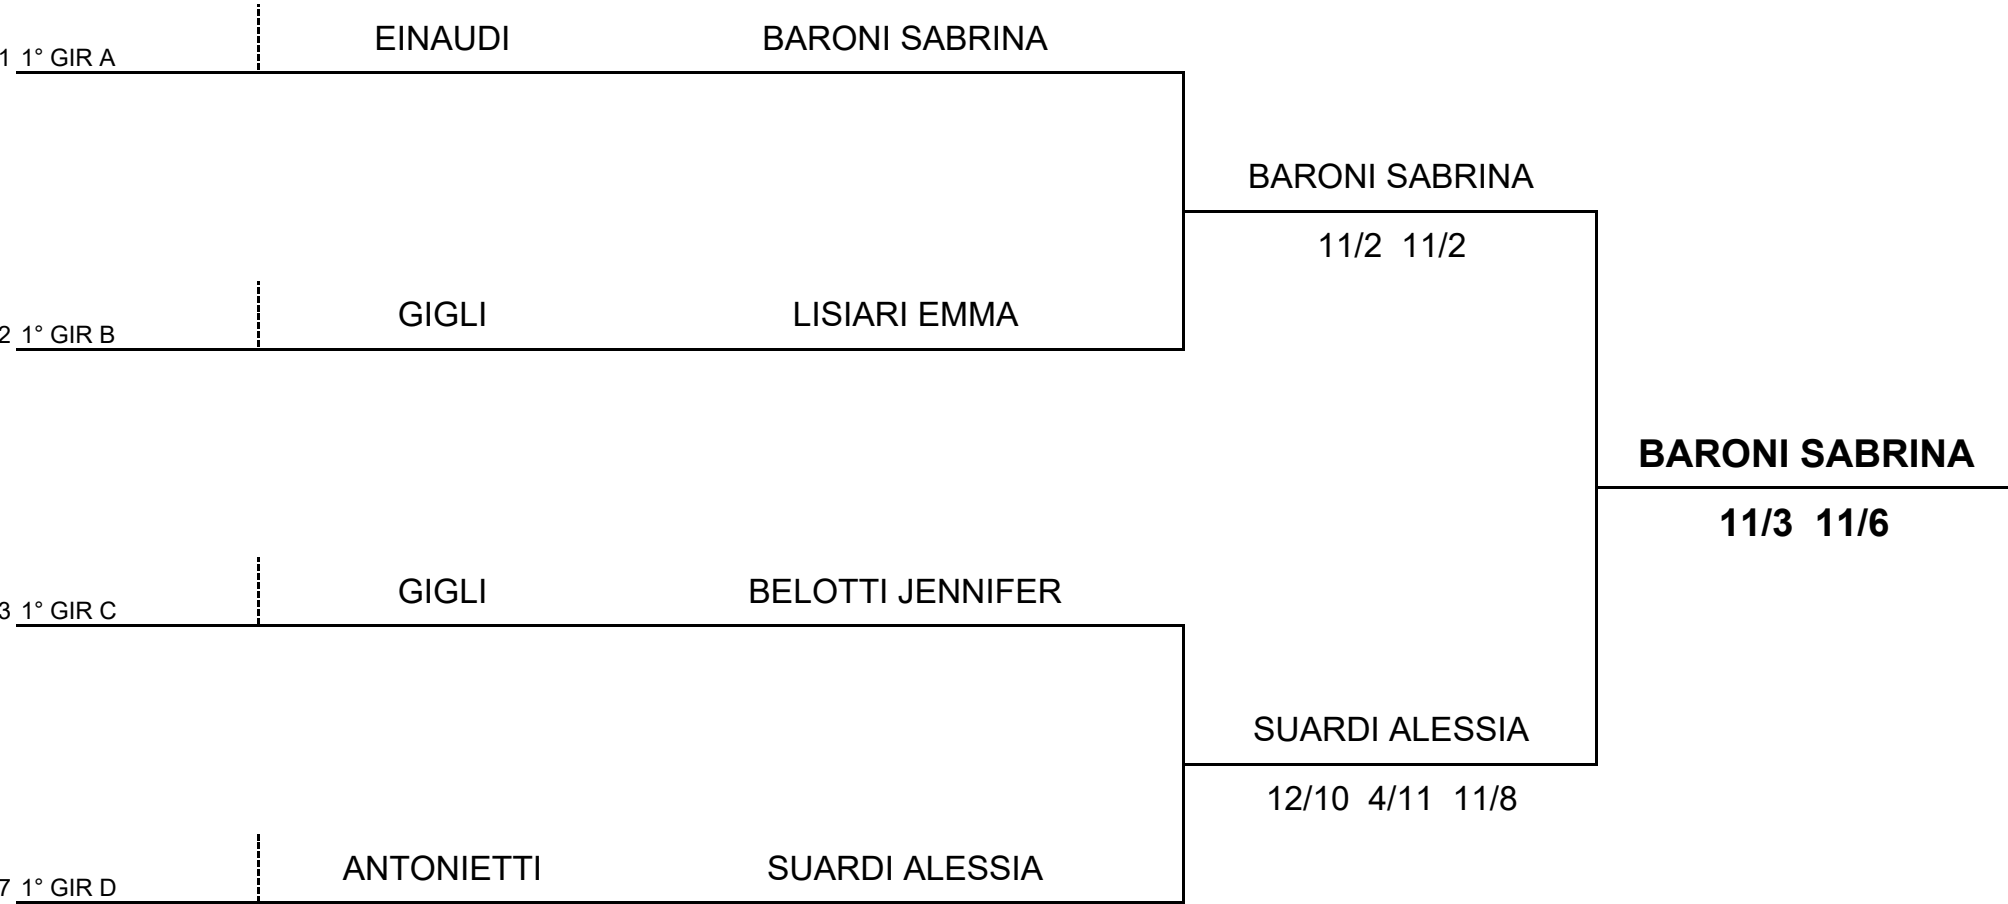 1 1° GIR A EINAUDI BARONI SABRINA
BARONI SABRINA
11/2 11/2
2 1° GIR B GIGLI LISIARI EMMA
BARONI SABRINA
11/3 11/6
3 1° GIR C GIGLI BELOTTI JENNIFER
SUARDI ALESSIA
12/10 4/11 11/8
7 1° GIR D ANTONIETTI SUARDI ALESSIA